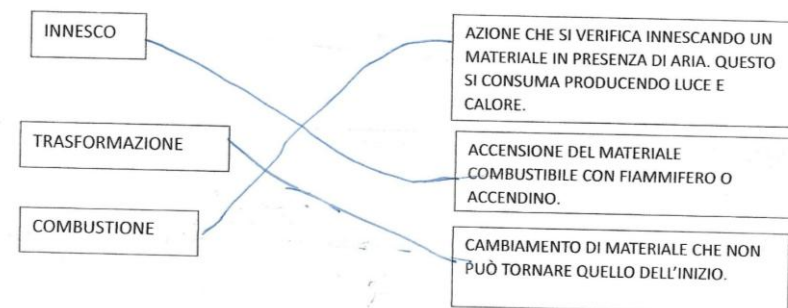 INNESCO
TRASFORMAZIONE
COMBUSTIONE
AZIONE CHE SI VERIFICA INNESCANDO UN
MATERIALE IN PRESENZA DI ARIA. QUESTO
SI CONSUMA PRODUCENDO LUCE E
CALORE.
ACCENSIONE DEL MATERIALE
COMBUSTIBILE CON FIAMMIFERO O
ACCENDINO.
CAMBIAMENTO DI MATERIALE CHE NON
PUÒ TORNARE QUELLO DELL'INIZIO.